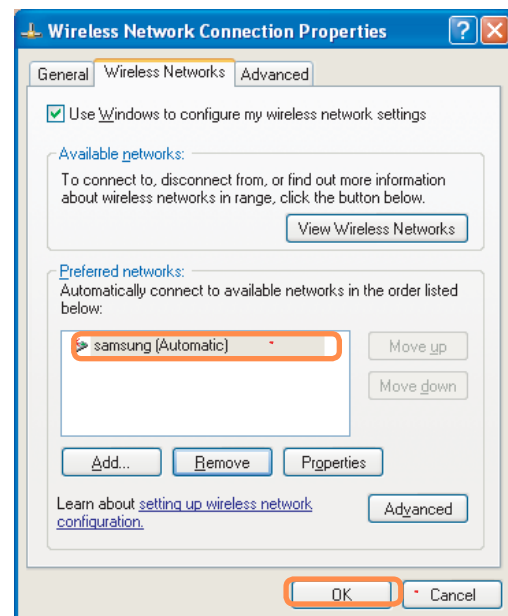 Wireless Network Connection Properties
General Wireless Networks Advanced
Use Windows to configure my wireless network settings
Available networks:
To connect to, disconnect from, or find out more information
about wireless networks in range, click the button below.
View Wireless Networks
Preferred networks:
Automatically connect to available networks in the order listed
below:
samsung (Automatic)
Move up
Move down
Add... Remove Properties
Learn about setting up wireless network
configuration.
Advanced
OK Cancel